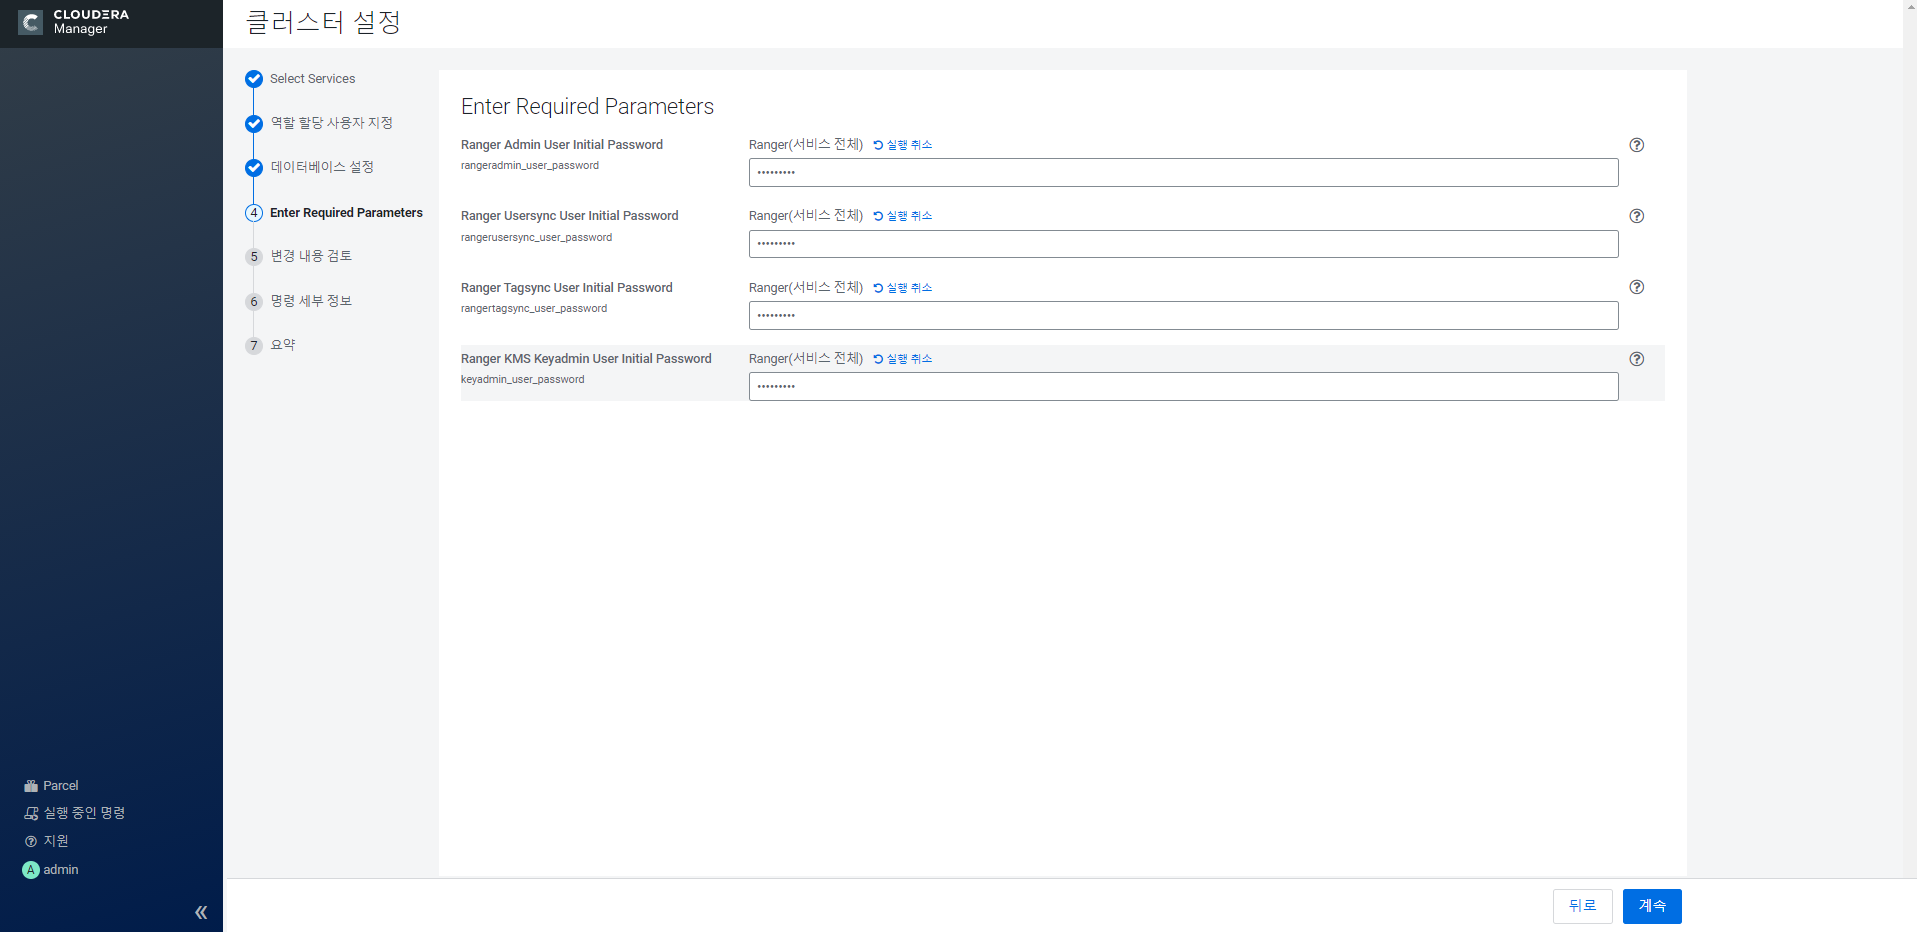 CLOUDERA
Manager
클러스터 설정
Select Services
역할 할당 사용자 지정
데이터베이스 설정
4 Enter Required Parameters
5 변경 내용 검토
6 명령 세부 정보
7 요약
Enter Required Parameters
Ranger Admin User Initial Password
rangeradmin_user_password
Ranger(서비스 전체) 실행 취소
•••••••••
Ranger Usersync User Initial Password
rangerusersync_user_password
Ranger(서비스 전체) 실행 취소
•••••••••
Ranger Tagsync User Initial Password
rangertagsync_user_password
Ranger(서비스 전체) 실행 취소
•••••••••
Ranger KMS Keyadmin User Initial Password
keyadmin_user_password
Ranger(서비스 전체) 실행 취소
•••••••••
Parcel
실행 중인 명령
지원
A admin
뒤로
계속